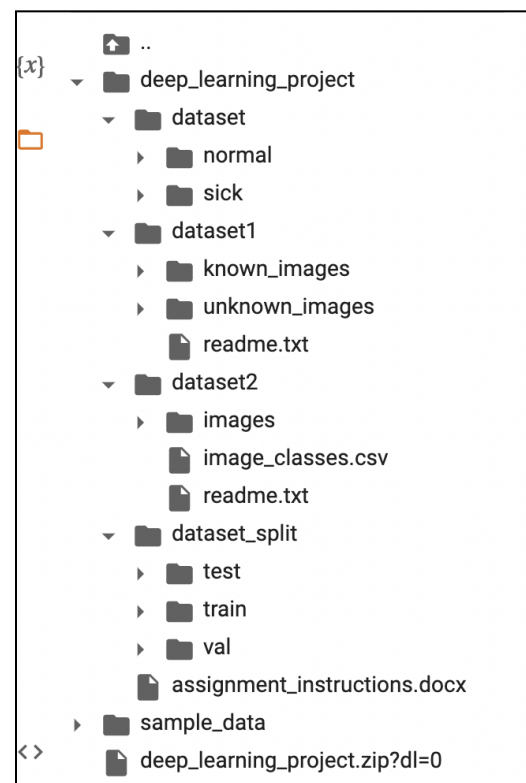 ..
{x}
deep_learning_project
dataset
normal
sick
dataset1
known_images
unknown_images
readme.txt
dataset2
images
image_classes.csv
readme.txt
dataset_split
test
train
val
assignment_instructions.docx
sample_data
<>
deep_learning_project.zip?dl=0